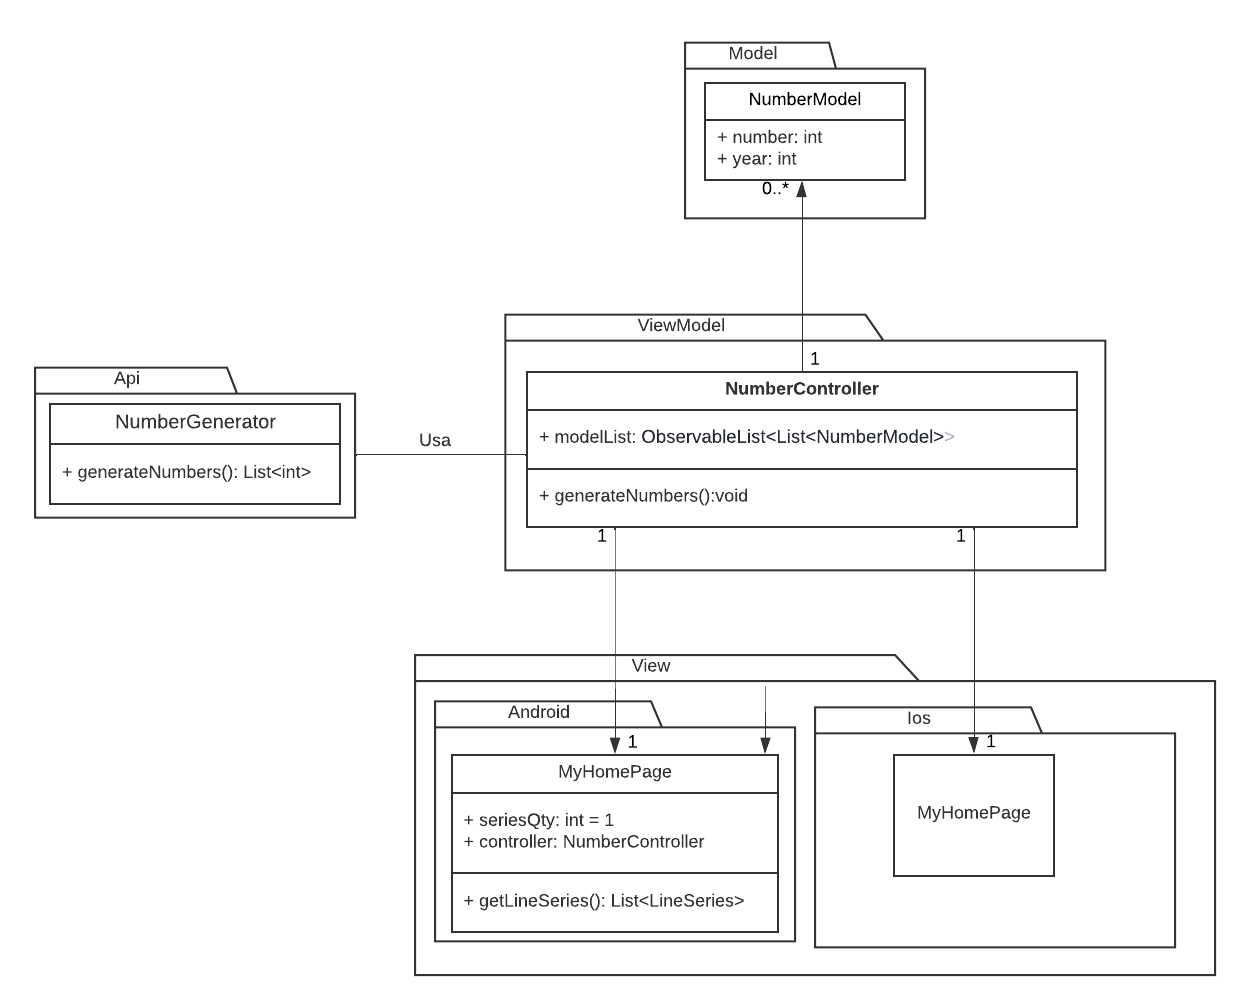 Model
NumberModel
+ number: int
+ year: int
0..*
ViewModel
1
NumberController
+ modelList: ObservableList<List<NumberModel>>
+ generateNumbers():void
1
1
Api
NumberGenerator
+ generateNumbers(): List<int>
Usa
View
Android
1
MyHomePage
+ seriesQty: int = 1
+ controller: NumberController
+ getLineSeries(): List<LineSeries>
Ios
1
MyHomePage